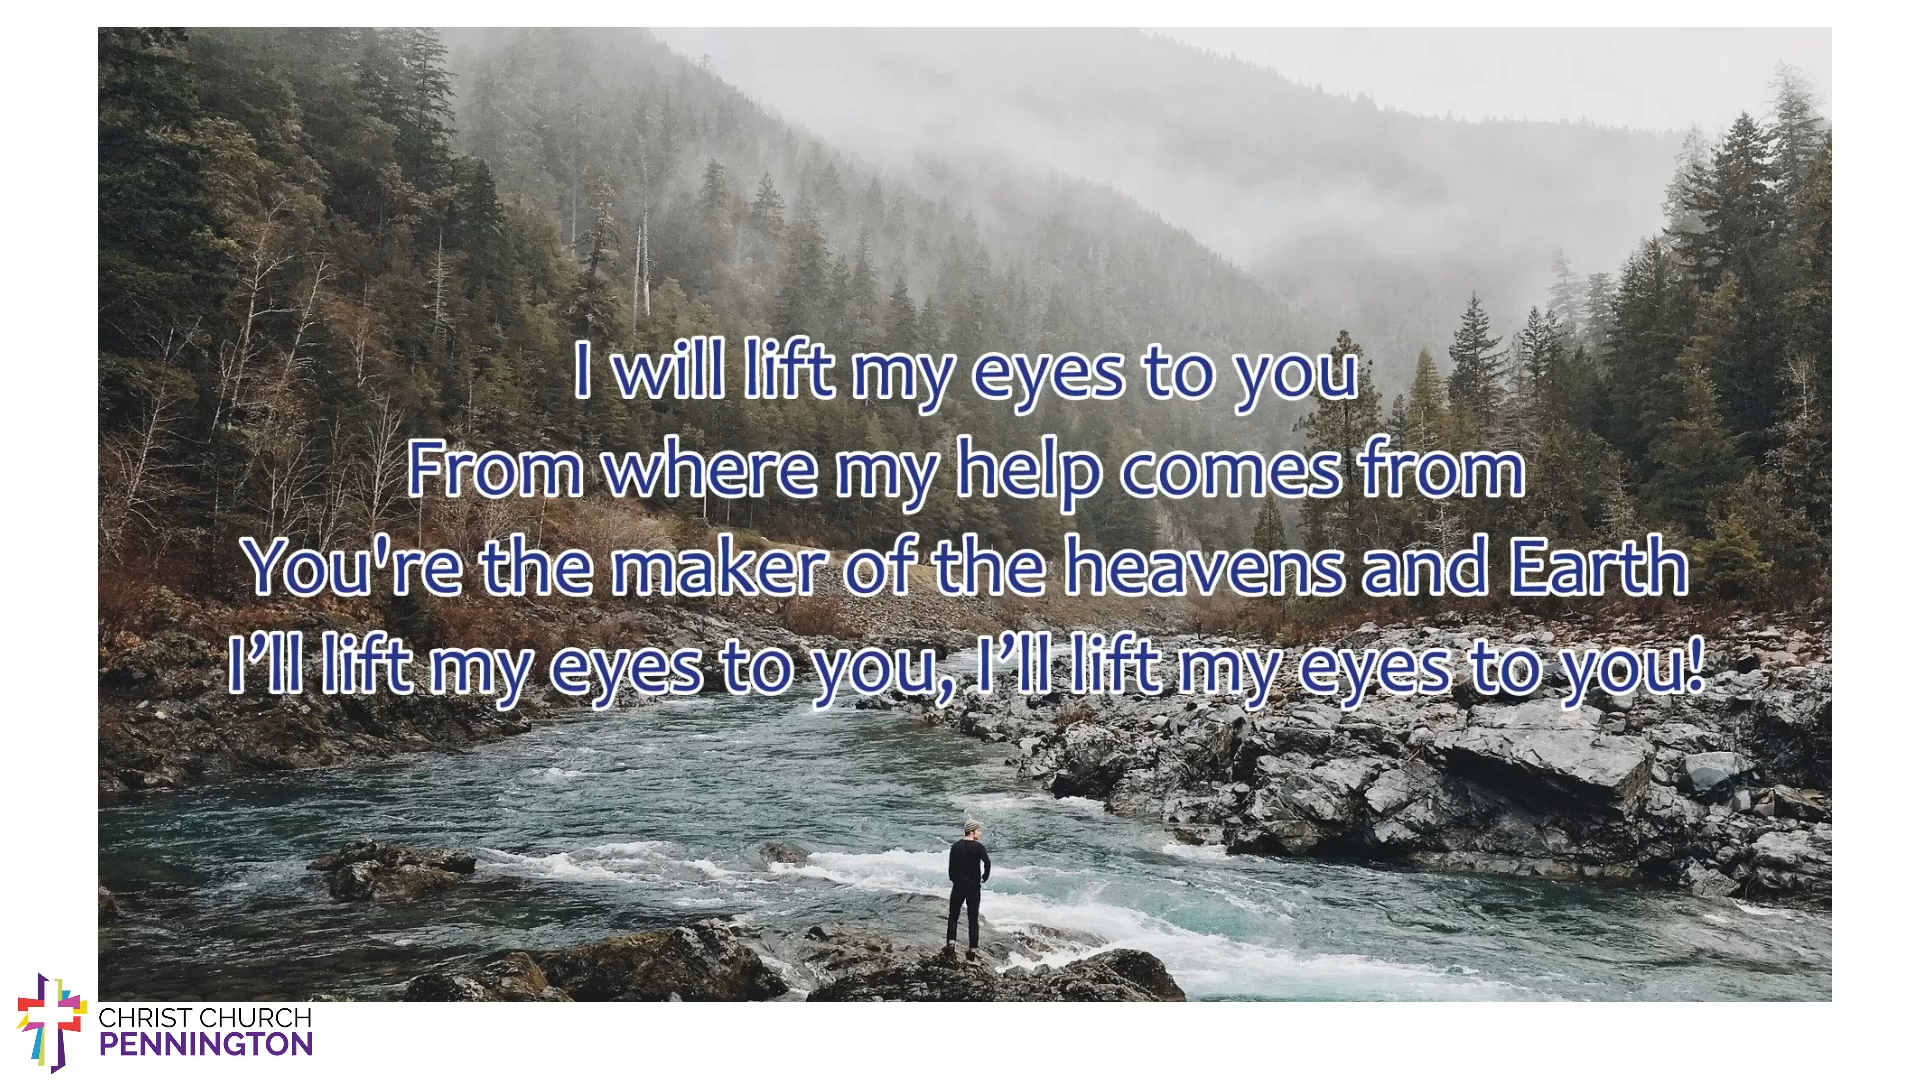 I will lift my eyes to you
From where my help comes from
You're the maker of the heavens and Earth
I’ll lift my eyes to you, I’ll lift my eyes to you!
CHRIST CHURCH
PENNINGTON